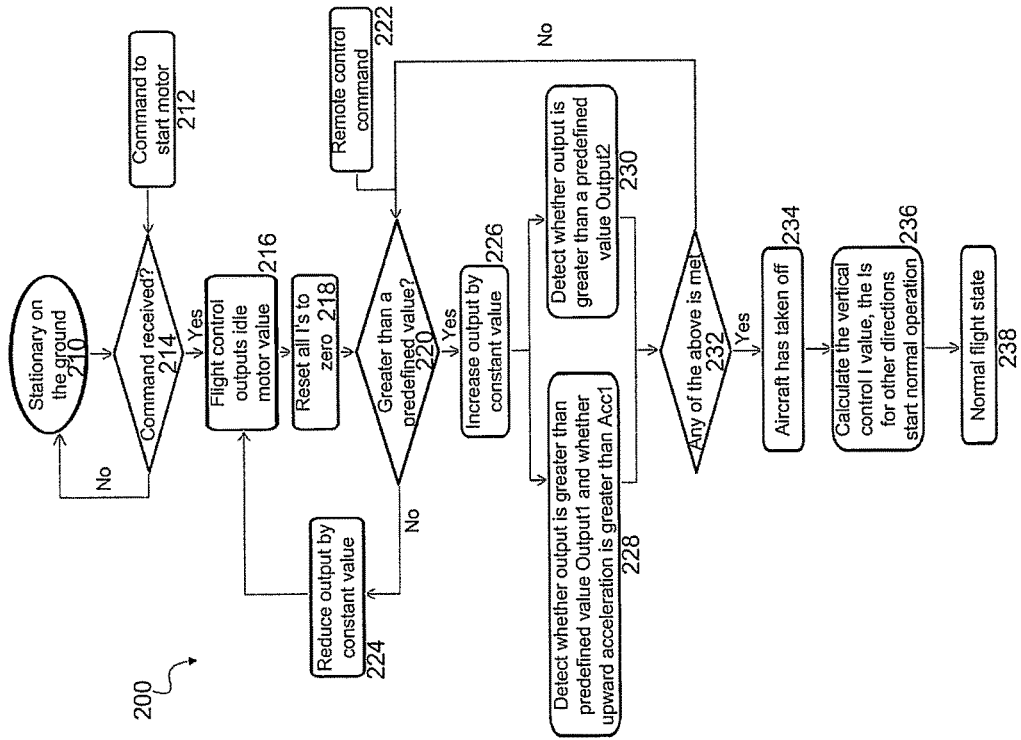 200
Stationary on
the ground
210
Command to
start motor
212
No
Command received?
214
Yes
Flight control
outputs idle
motor value
216
Reset all I's to
zero 218
Remote control
command
222
Greater than a
predefined value?
220
No
Reduce output by
constant value
224
Yes
Increase output by
constant value
226
Detect whether output is greater than
predefined value Output1 and whether
upward acceleration is greater than Acc1
228
Detect whether output is
greater than a predefined
value Output2
230
Any of the above is met
232
No
Yes
Aircraft has taken off
234
Calculate the vertical
control I value, the Is
for other directions
start normal operation
236
Normal flight state
238